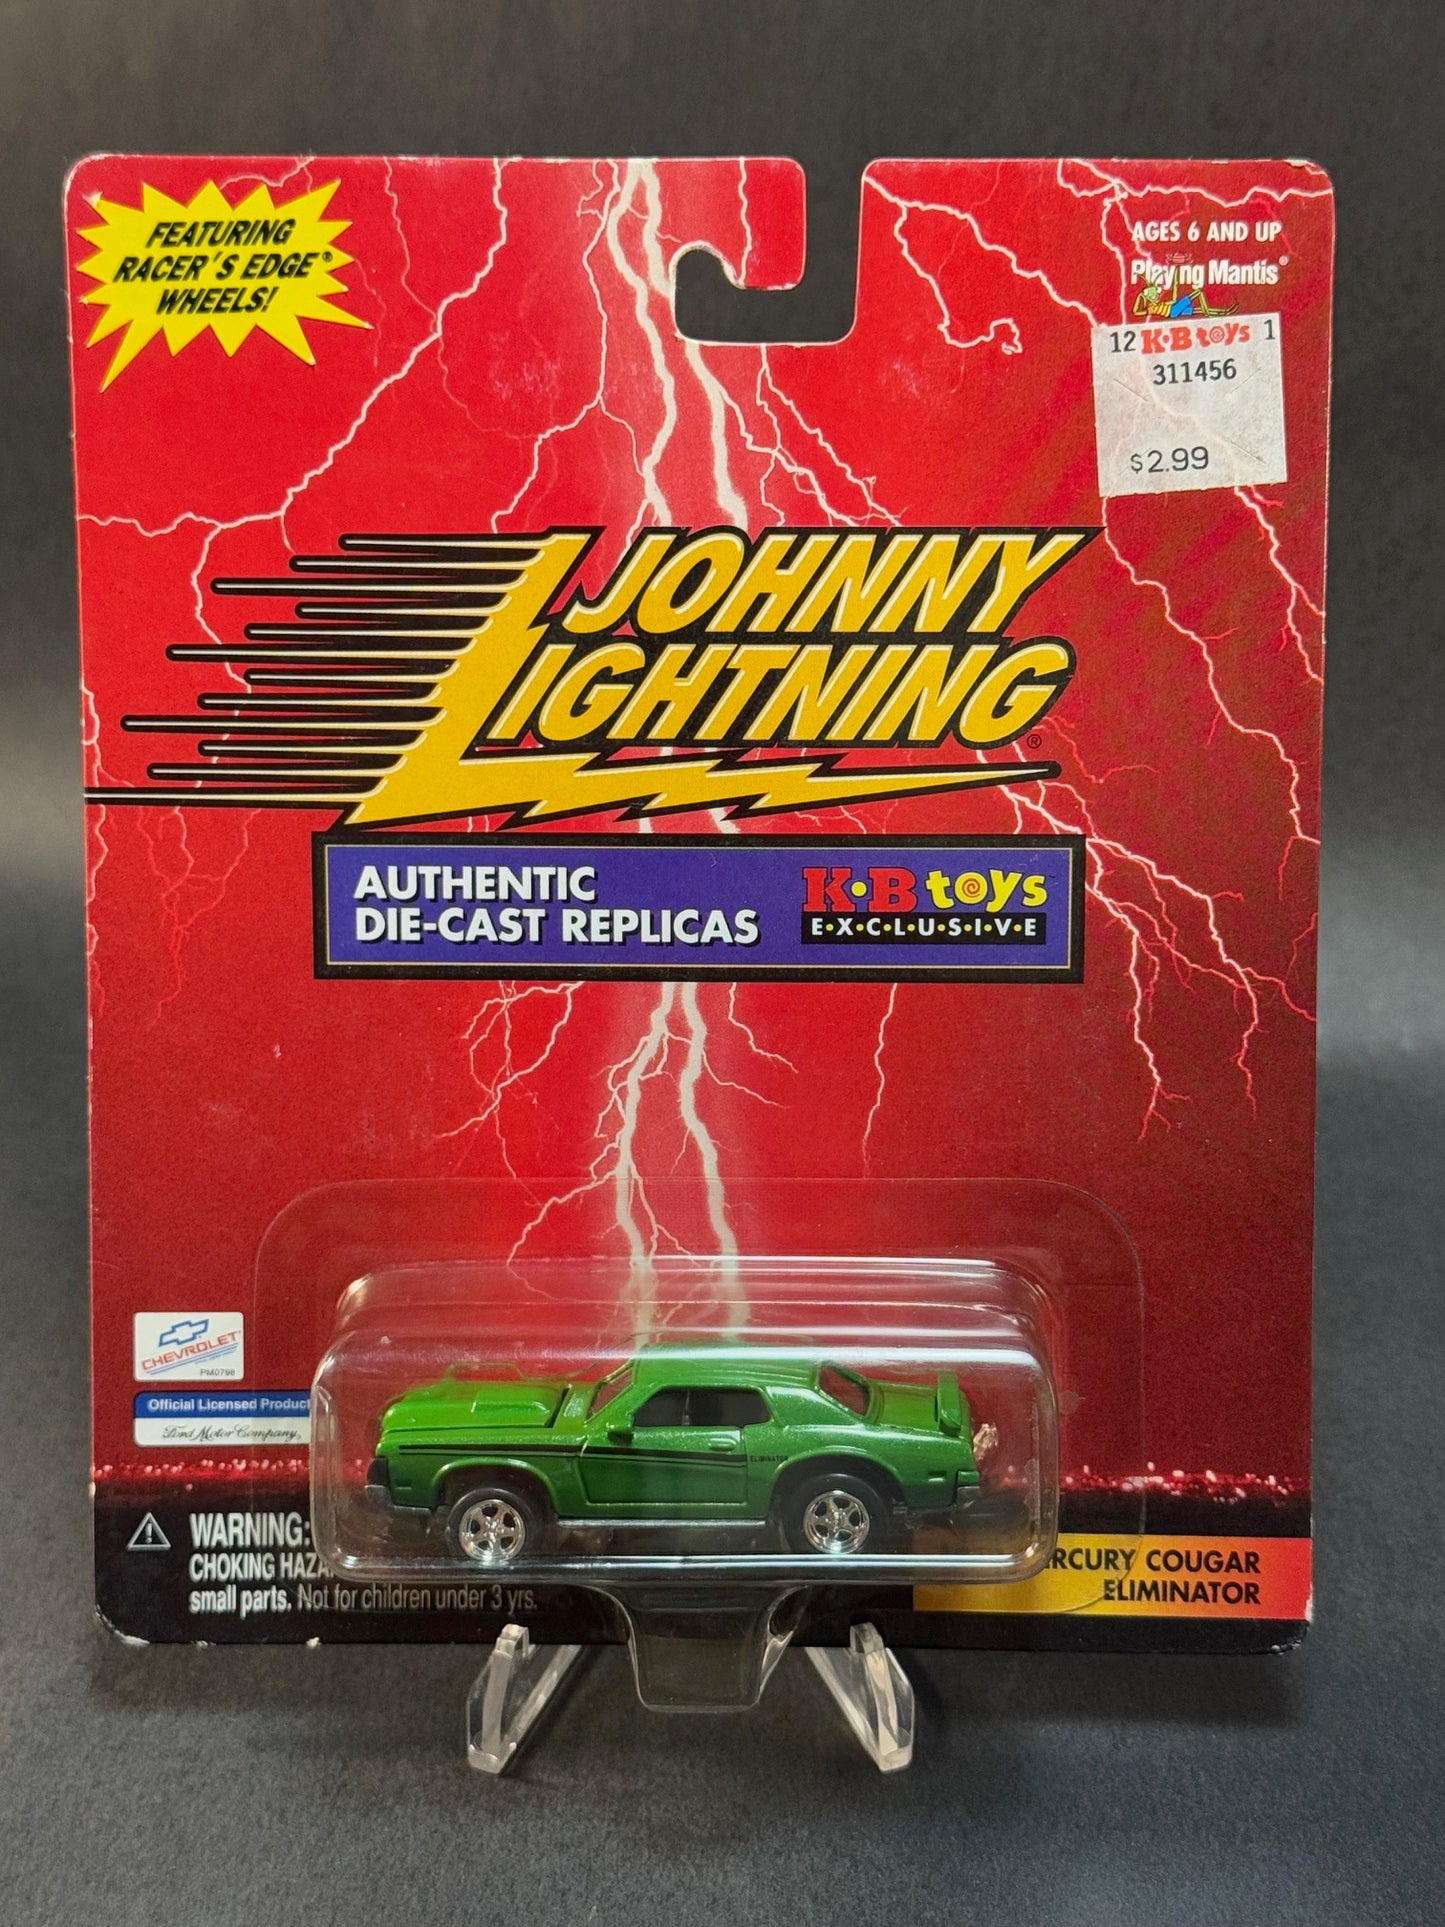 FEATURING
RACER'S EDGE®
WHEELS!
AGES 6 AND UP
Playing Mantis®
12 K·B toys 1
311456
$2.99
JOHNNY
LIGHTNING®
AUTHENTIC
DIE-CAST REPLICAS
K·B toys
E·X·C·L·U·S·I·V·E
CHEVROLET
PM0798
Official Licensed Product
Ford Motor Company
ELIMINATOR
WARNING:
CHOKING HAZA
small parts. Not for children under 3 yrs.
RCURY COUGAR
ELIMINATOR